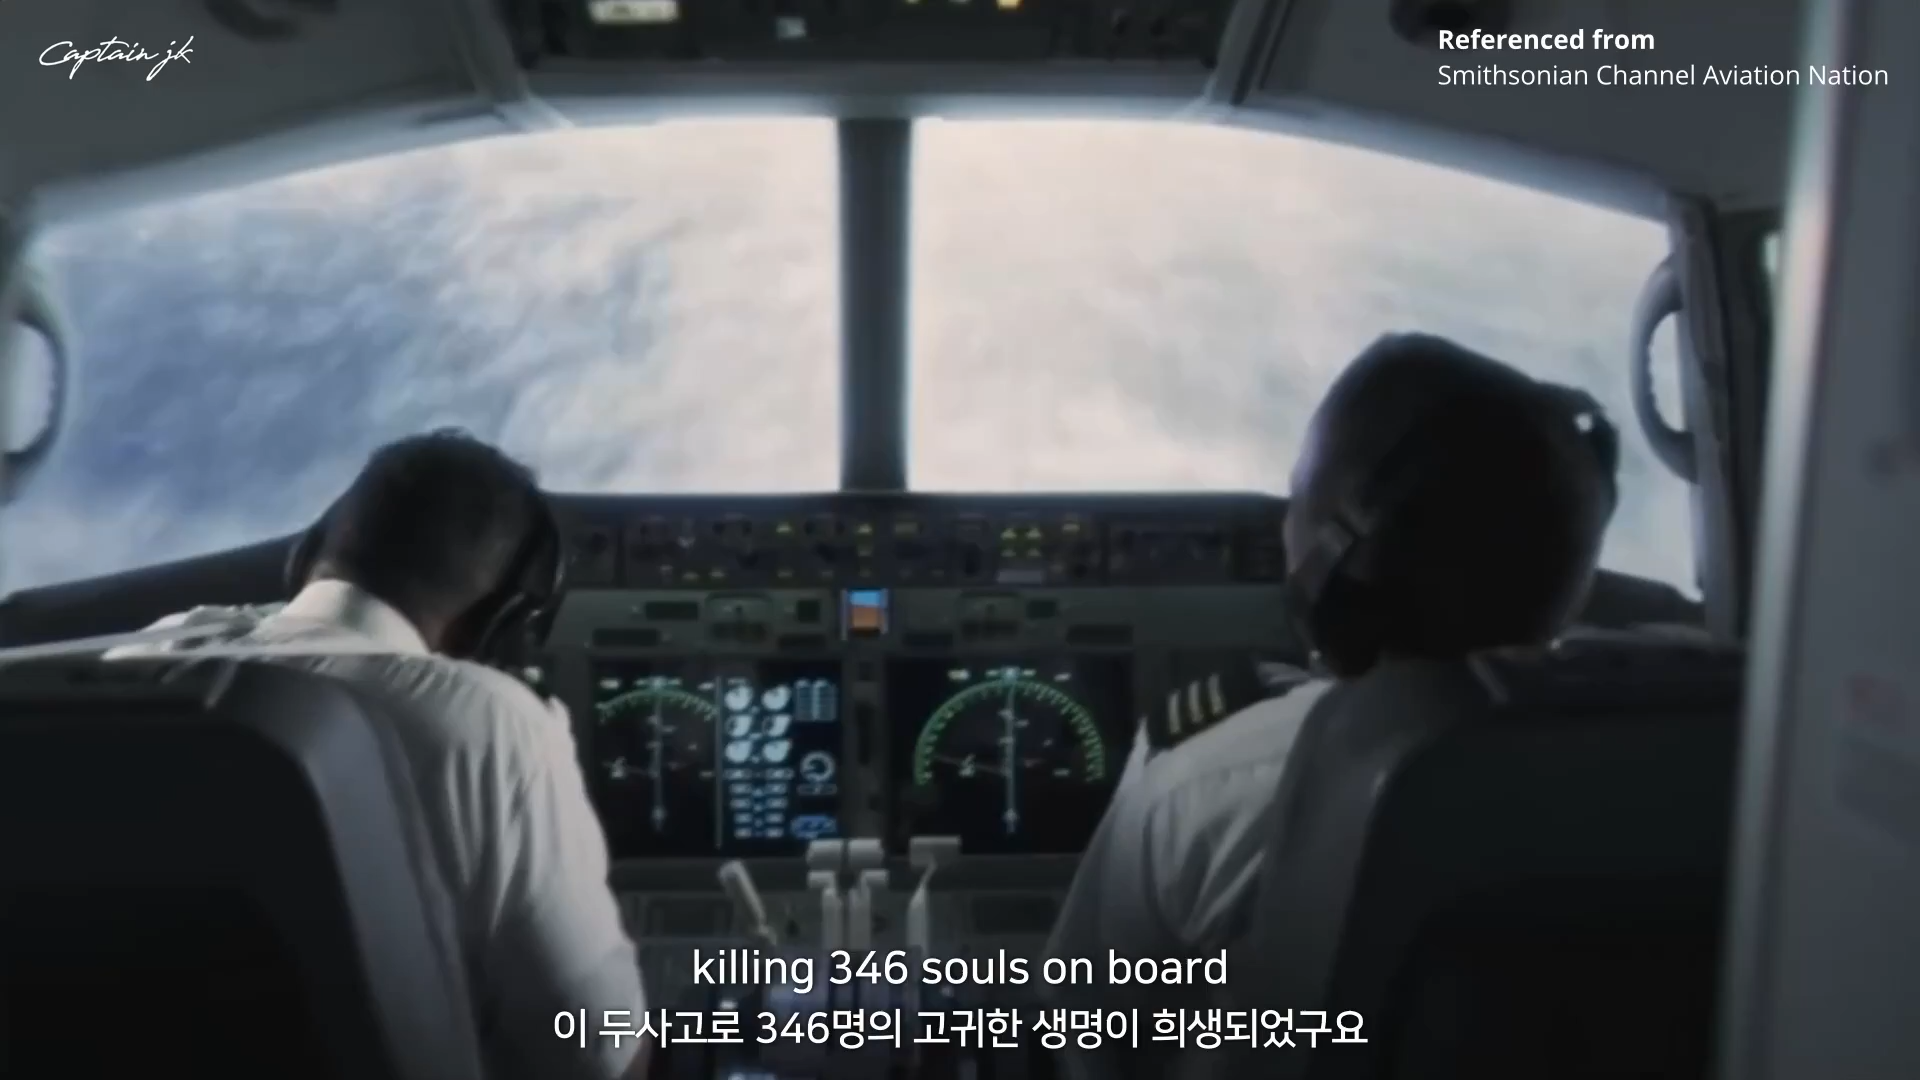 Captain jk
Referenced from
Smithsonian Channel Aviation Nation
killing 346 souls on board
이 두사고로 346명의 고귀한 생명이 희생되었구요